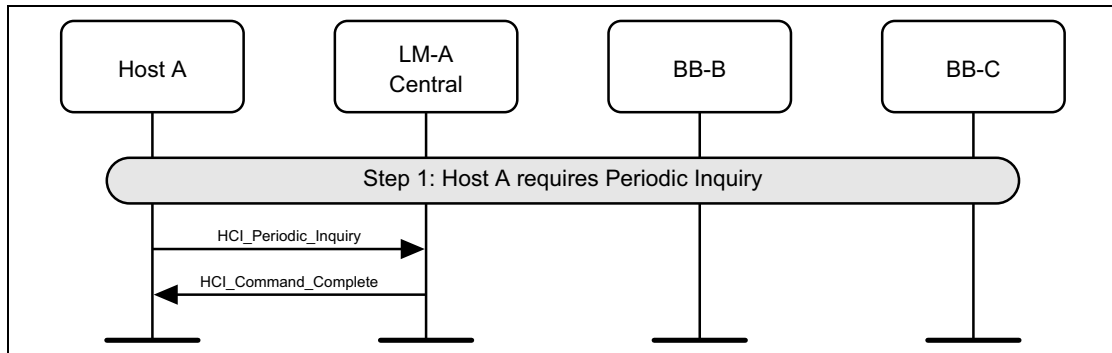 Host A
LM-A
Central
BB-B
BB-C
Step 1: Host A requires Periodic Inquiry
HCI_Periodic_Inquiry
HCI_Command_Complete